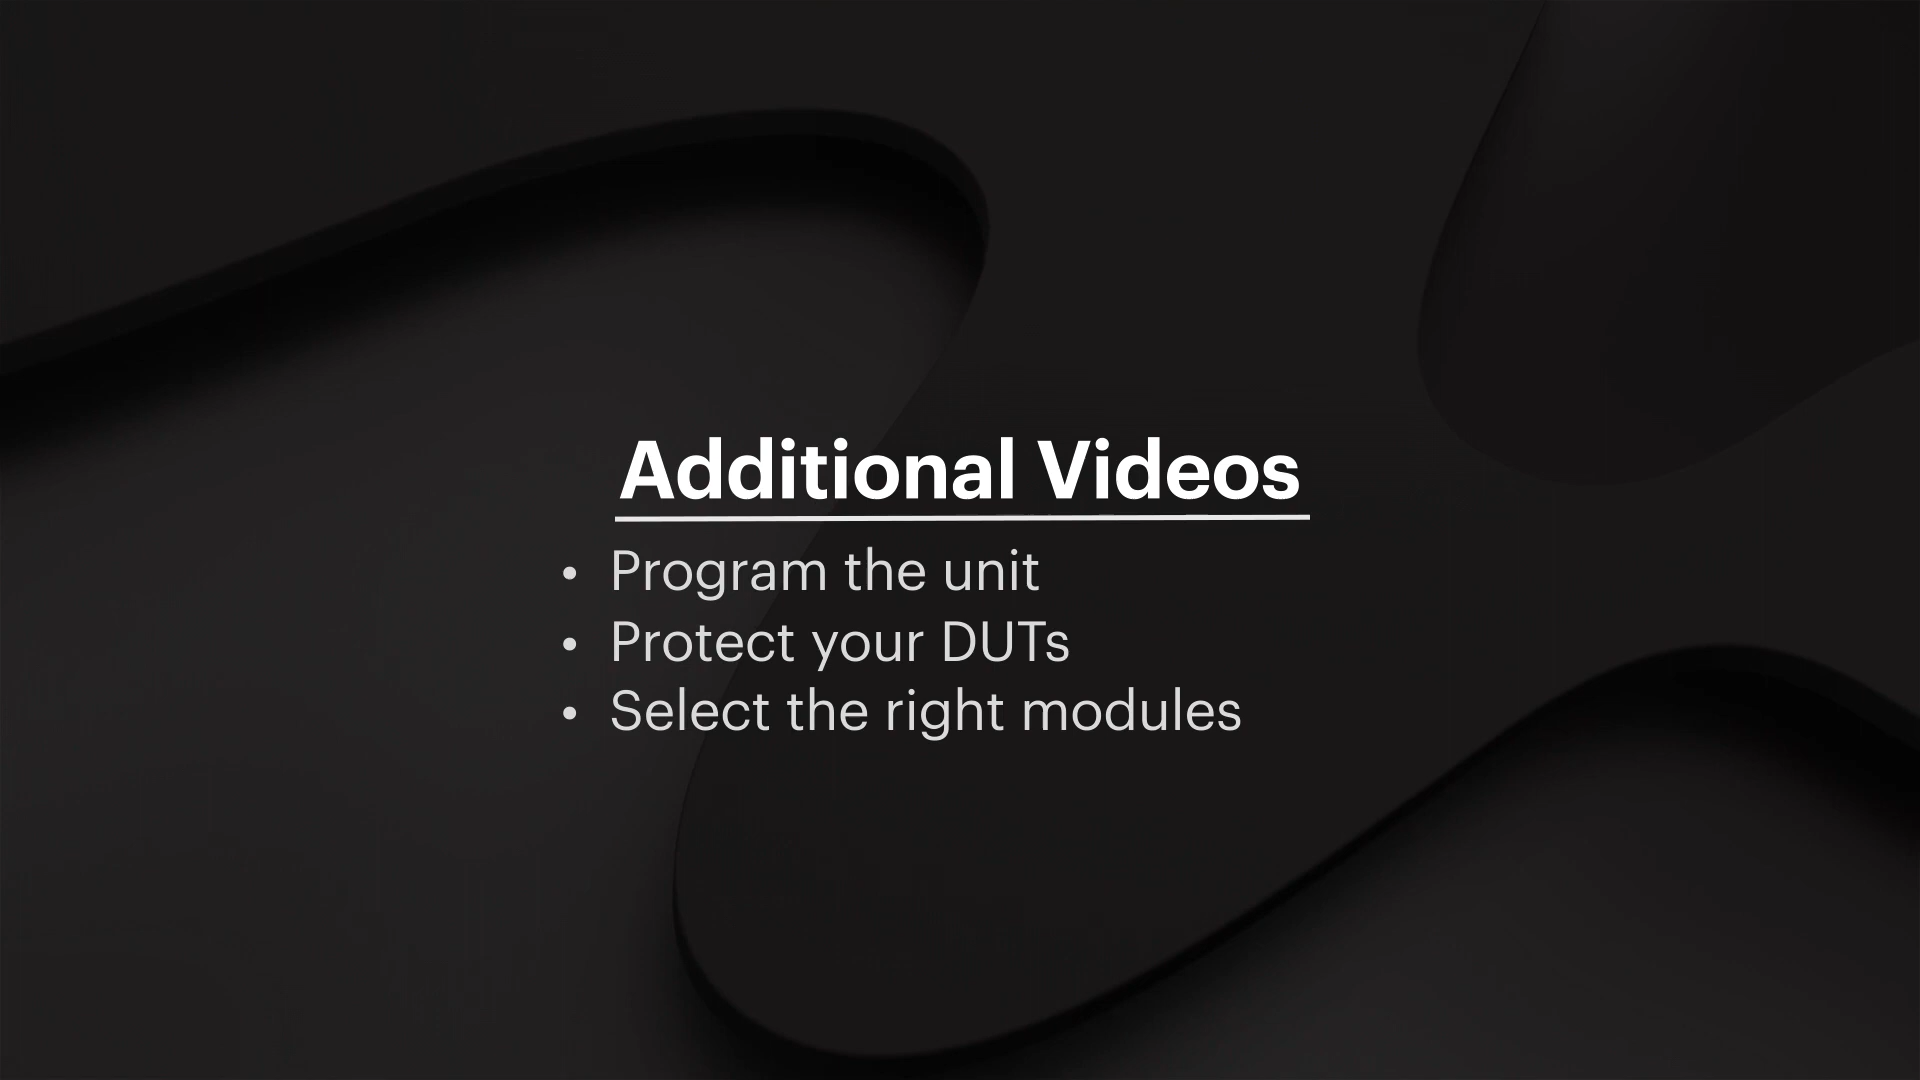 Additional Videos
• Program the unit
• Protect your DUTs
• Select the right modules